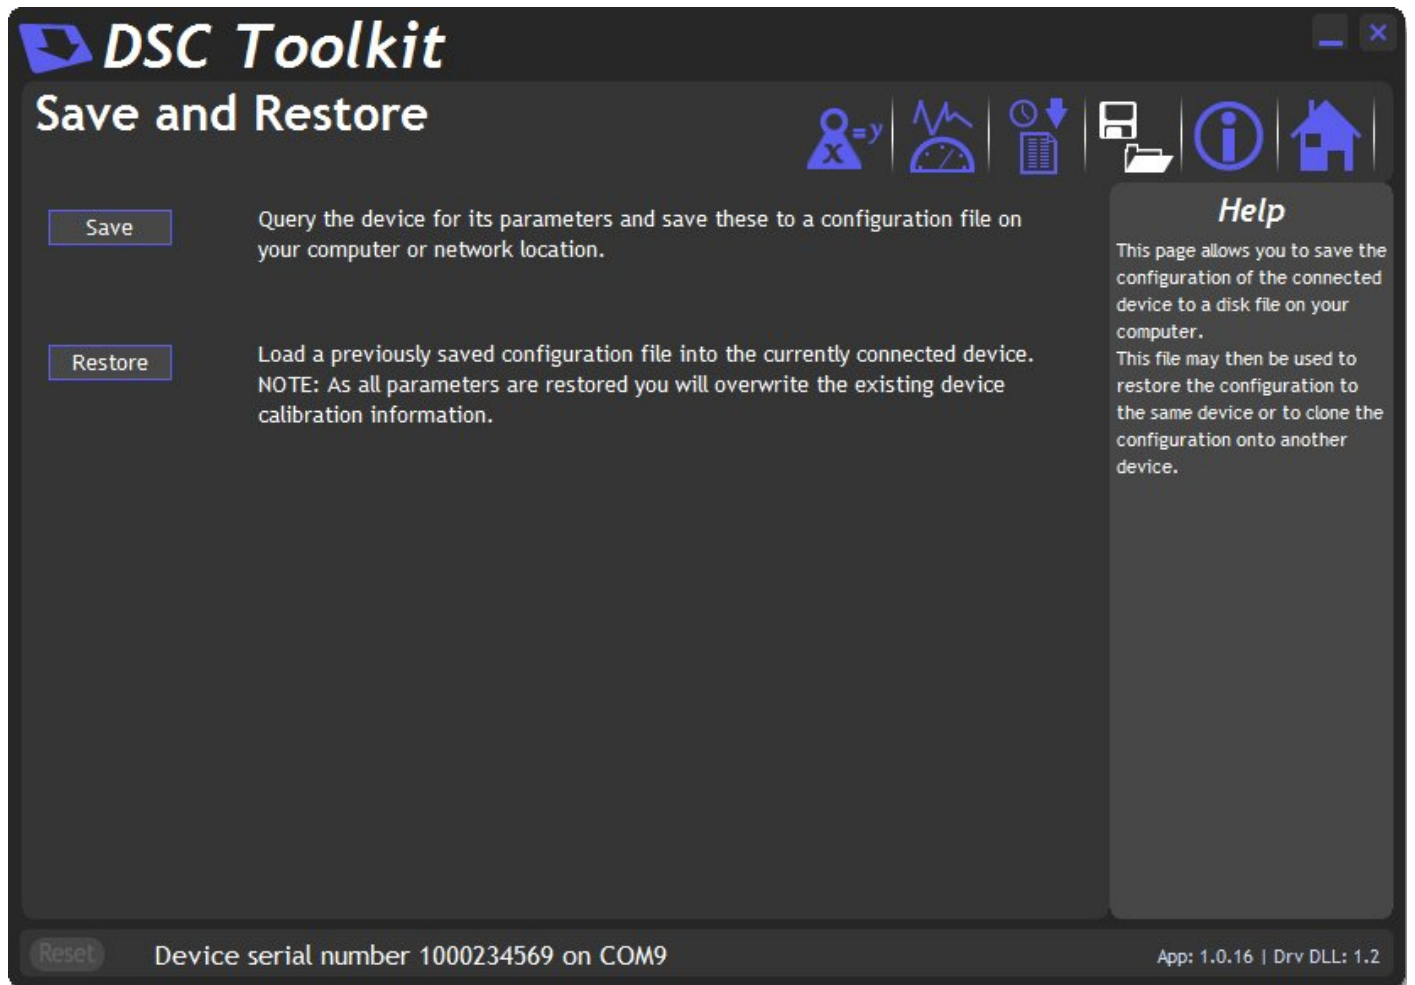 DSC Toolkit
Save and Restore
x=y
Save
Query the device for its parameters and save these to a configuration file on
your computer or network location.
Restore
Load a previously saved configuration file into the currently connected device.
NOTE: As all parameters are restored you will overwrite the existing device
calibration information.
Help
This page allows you to save the
configuration of the connected
device to a disk file on your
computer.
This file may then be used to
restore the configuration to
the same device or to clone the
configuration onto another
device.
Reset
Device serial number 1000234569 on COM9
App: 1.0.16 | Drv DLL: 1.2